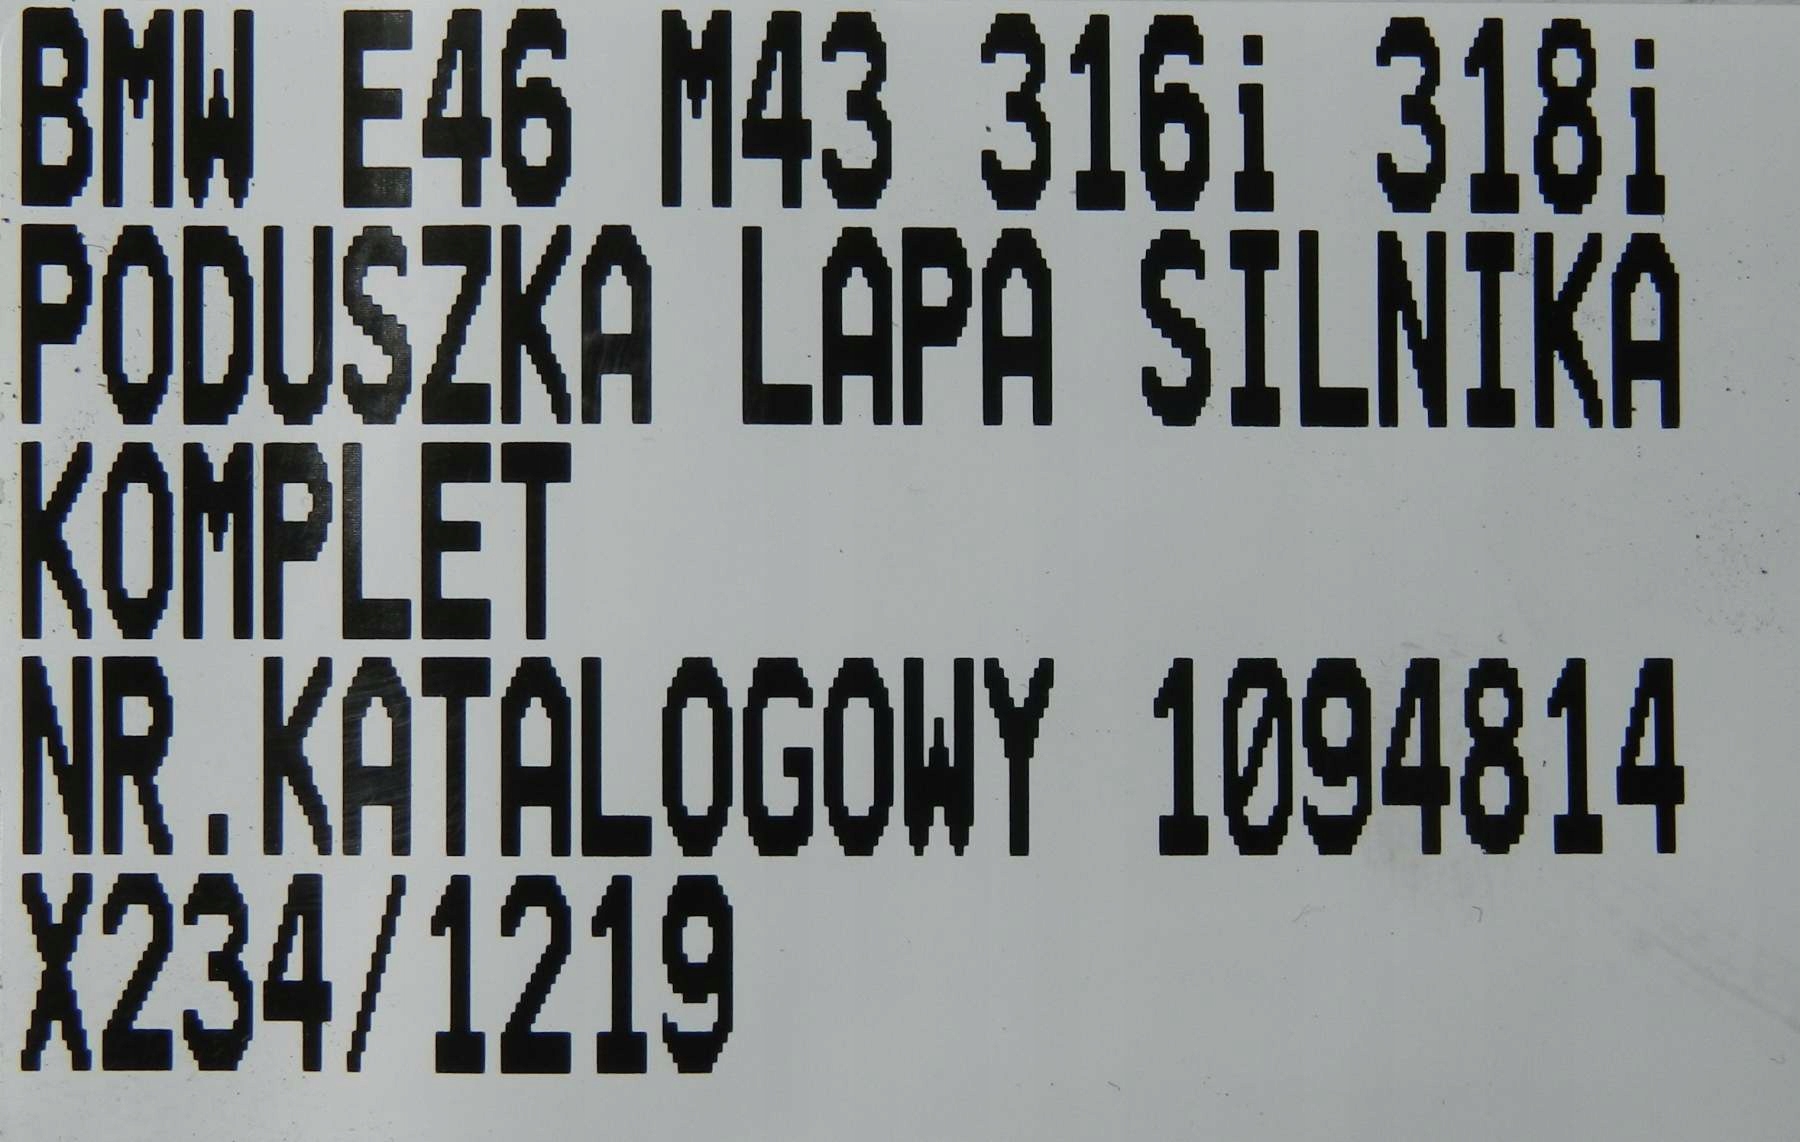 BMW E46 M43 316i 318i
PODUSZKA LAPA SILNIKA
KOMPLET
NR.KATALOGOWY 1094814
X234/1219